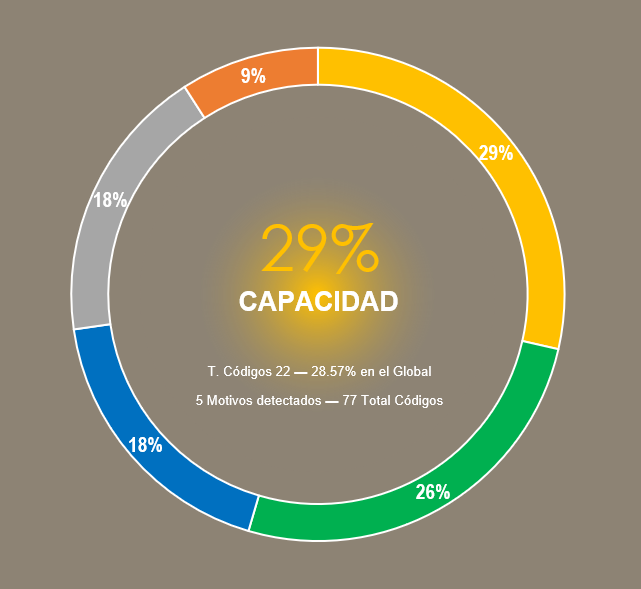 9%
29%
18%
29%
CAPACIDAD
T. Códigos 22 — 28.57% en el Global
5 Motivos detectados — 77 Total Códigos
18%
26%